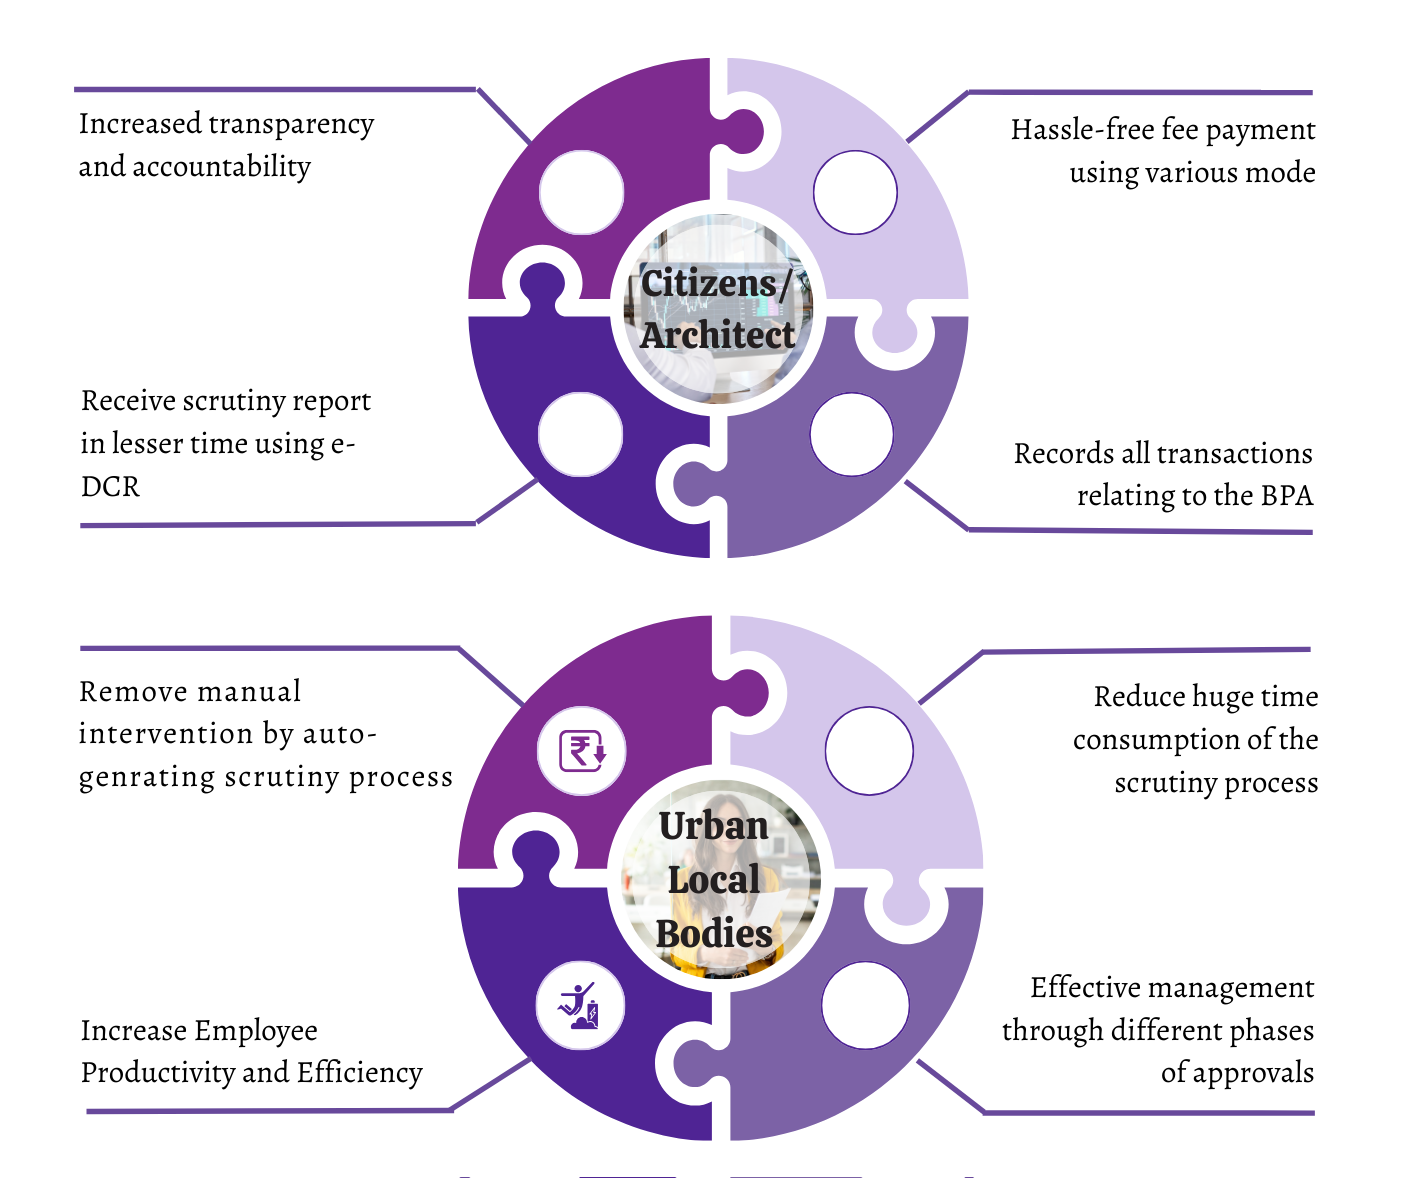 Increased transparency
and accountability
Hassle-free fee payment
using various mode
Citizens/
Architect
Receive scrutiny report
in lesser time using e-
DCR
Records all transactions
relating to the BPA
Remove manual
intervention by auto-
genrating scrutiny process
Reduce huge time
consumption of the
scrutiny process
Urban
Local
Bodies
Increase Employee
Productivity and Efficiency
Effective management
through different phases
of approvals